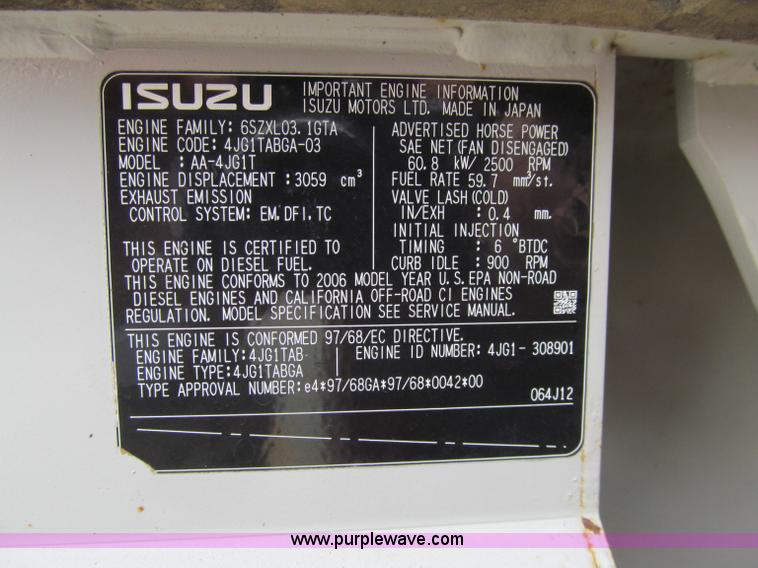 ISUZU
IMPORTANT ENGINE INFORMATION
ISUZU MOTORS LTD. MADE IN JAPAN
ENGINE FAMILY: 6SZXL03.1GTA
ENGINE CODE: 4JG1TABGA-03
MODEL : AA-4JG1T
ENGINE DISPLACEMENT: 3059 cm³
EXHAUST EMISSION
CONTROL SYSTEM: EM, DFI, TC
THIS ENGINE IS CERTIFIED TO
OPERATE ON DIESEL FUEL.
ADVERTISED HORSE POWER
SAE NET(FAN DISENGAGED)
60.8 kW/ 2500 RPM
FUEL RATE 59.7 mm³/st.
VALVE LASH(COLD)
IN/EXH : 0.4 mm.
INITIAL INJECTION
TIMING : 6 °BTDC
CURB IDLE : 900 RPM
THIS ENGINE CONFORMS TO 2006 MODEL YEAR U.S.EPA NON-ROAD
DIESEL ENGINES AND CALIFORNIA OFF-ROAD CI ENGINES
REGULATION. MODEL SPECIFICATION SEE SERVICE MANUAL.
THIS ENGINE IS CONFORMED 97/68/EC DIRECTIVE.
ENGINE FAMILY:4JG1TAB-
ENGINE TYPE:4JG1TABGA
ENGINE ID NUMBER: 4JG1- 308901
TYPE APPROVAL NUMBER:e4*97/68GA*97/68*0042*00
064J12
www.purplewave.com